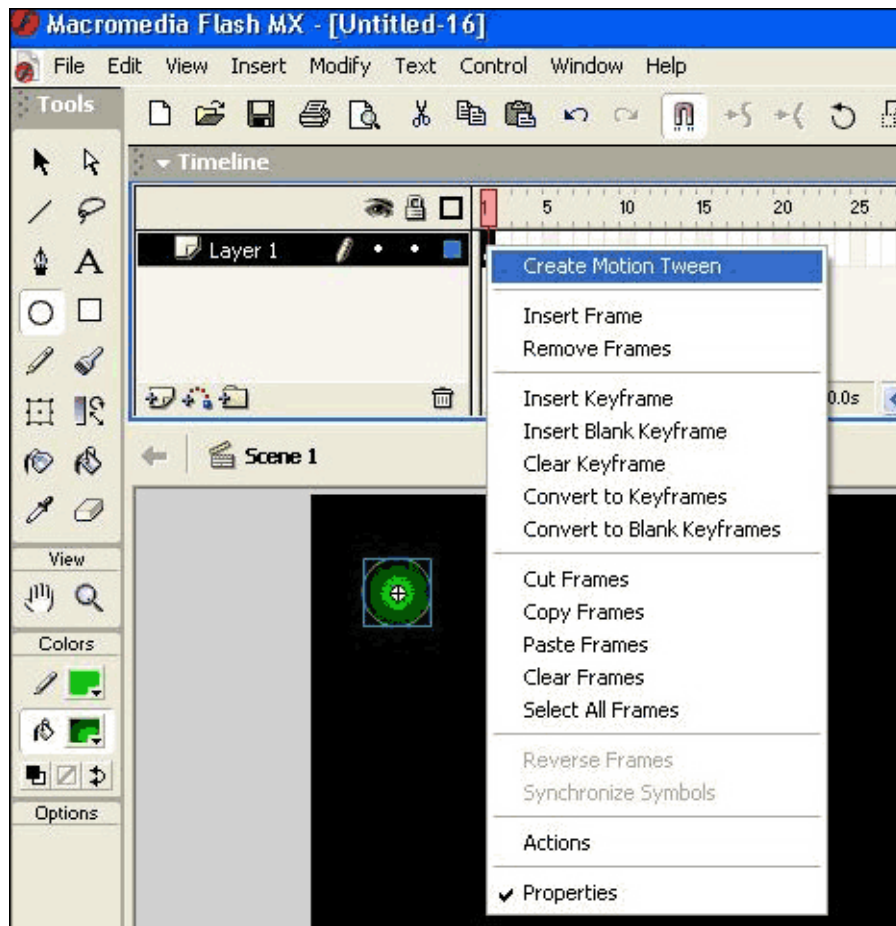 Macromedia Flash MX - [Untitled-16]
File Edit View Insert Modify Text Control Window Help
Tools
Timeline
1 5 10 15 20 25
Layer 1
A
Create Motion Tween
Insert Frame
Remove Frames
Insert Keyframe
0.0s
Insert Blank Keyframe
Scene 1
Clear Keyframe
Convert to Keyframes
Convert to Blank Keyframes
View
Cut Frames
Copy Frames
Colors
Paste Frames
Clear Frames
Select All Frames
Reverse Frames
Synchronize Symbols
Options
Actions
Properties